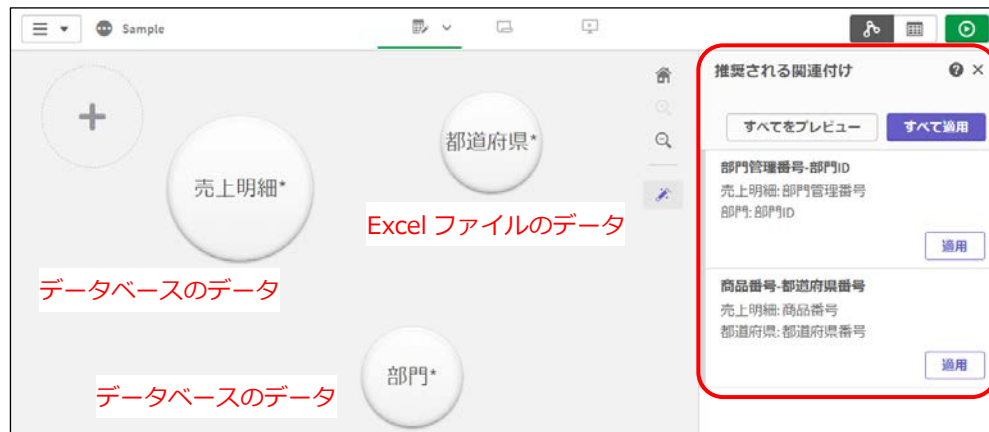 Sample
推奨される関連付け
すべてをプレビュー
すべて適用
部門管理番号-部門ID
売上明細: 部門管理番号
部門: 部門ID
適用
商品番号-都道府県番号
売上明細: 商品番号
都道府県: 都道府県番号
適用
都道府県*
売上明細*
Excel ファイルのデータ
データベースのデータ
部門*
データベースのデータ